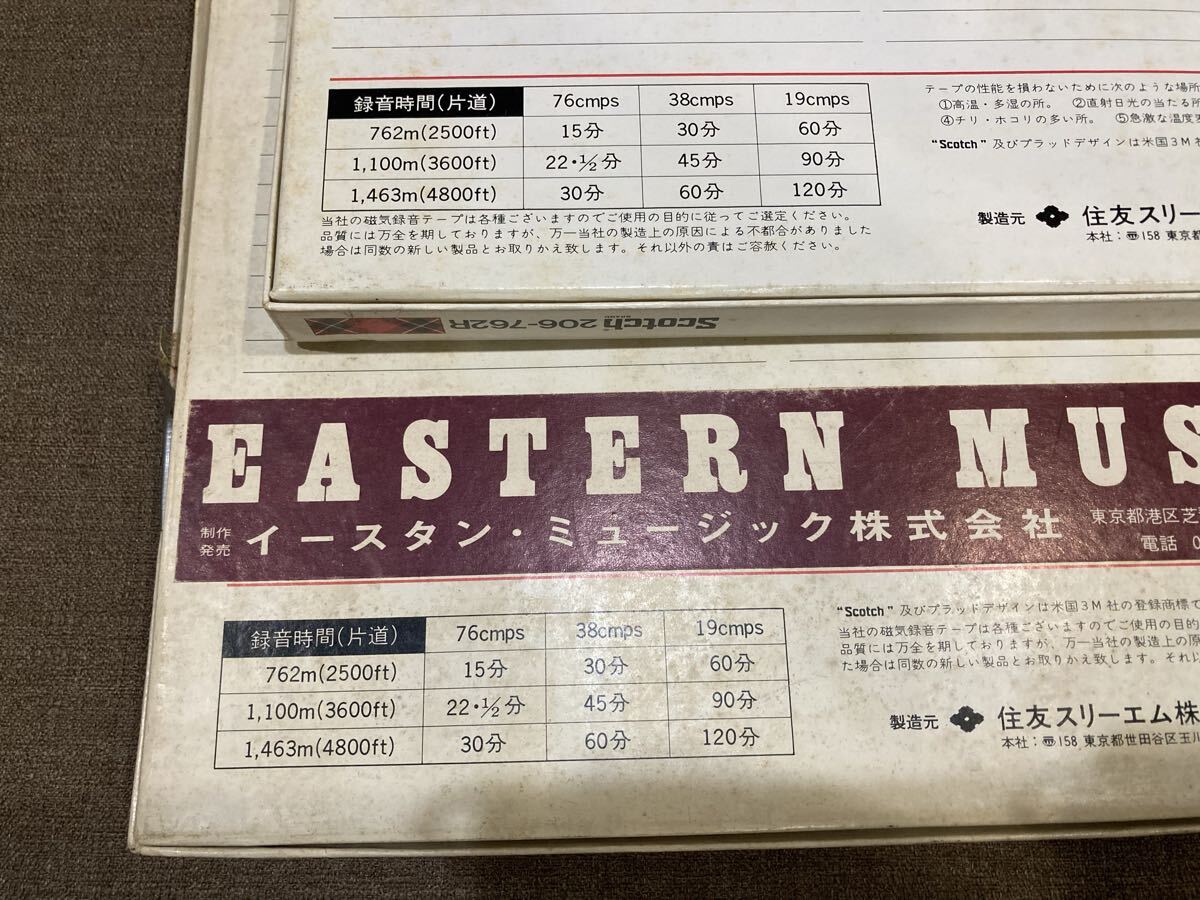 録音時間(片道) 76cmps 38cmps 19cmps
762m(2500ft) 15分 30分 60分
1,100m(3600ft) 22・½分 45分 90分
1,463m(4800ft) 30分 60分 120分
当社の磁気録音テープは各種ございますのでご使用の目的に従ってご選定ください。
品質には万全を期しておりますが、万一当社の製造上の原因による不都合がありました
場合は同数の新しい製品とお取りかえ致します。それ以外の責はご容赦ください。
テープの性能を損わないために次のような場所
①高温・多湿の所。 ②直射日光の当たる所
④チリ・ホコリの多い所。 ⑤急激な温度変
"Scotch" 及びプラッドデザインは米国3M社
製造元 住友スリー
本社:〠158 東京都
Scotch 206-762R
BRAND
EASTERN MUS
制作
発売 イースタン・ミュージック株式会社
東京都港区芝
電話 0
録音時間(片道) 76cmps 38cmps 19cmps
762m(2500ft) 15分 30分 60分
1,100m(3600ft) 22・½分 45分 90分
1,463m(4800ft) 30分 60分 120分
"Scotch" 及びプラッドデザインは米国3M社の登録商標で
当社の磁気録音テープは各種ございますのでご使用の目的
品質には万全を期しておりますが、万一当社の製造上の原
た場合は同数の新しい製品とお取りかえ致します。それ以
製造元 住友スリーエム株
本社:〠158 東京都世田谷区玉川